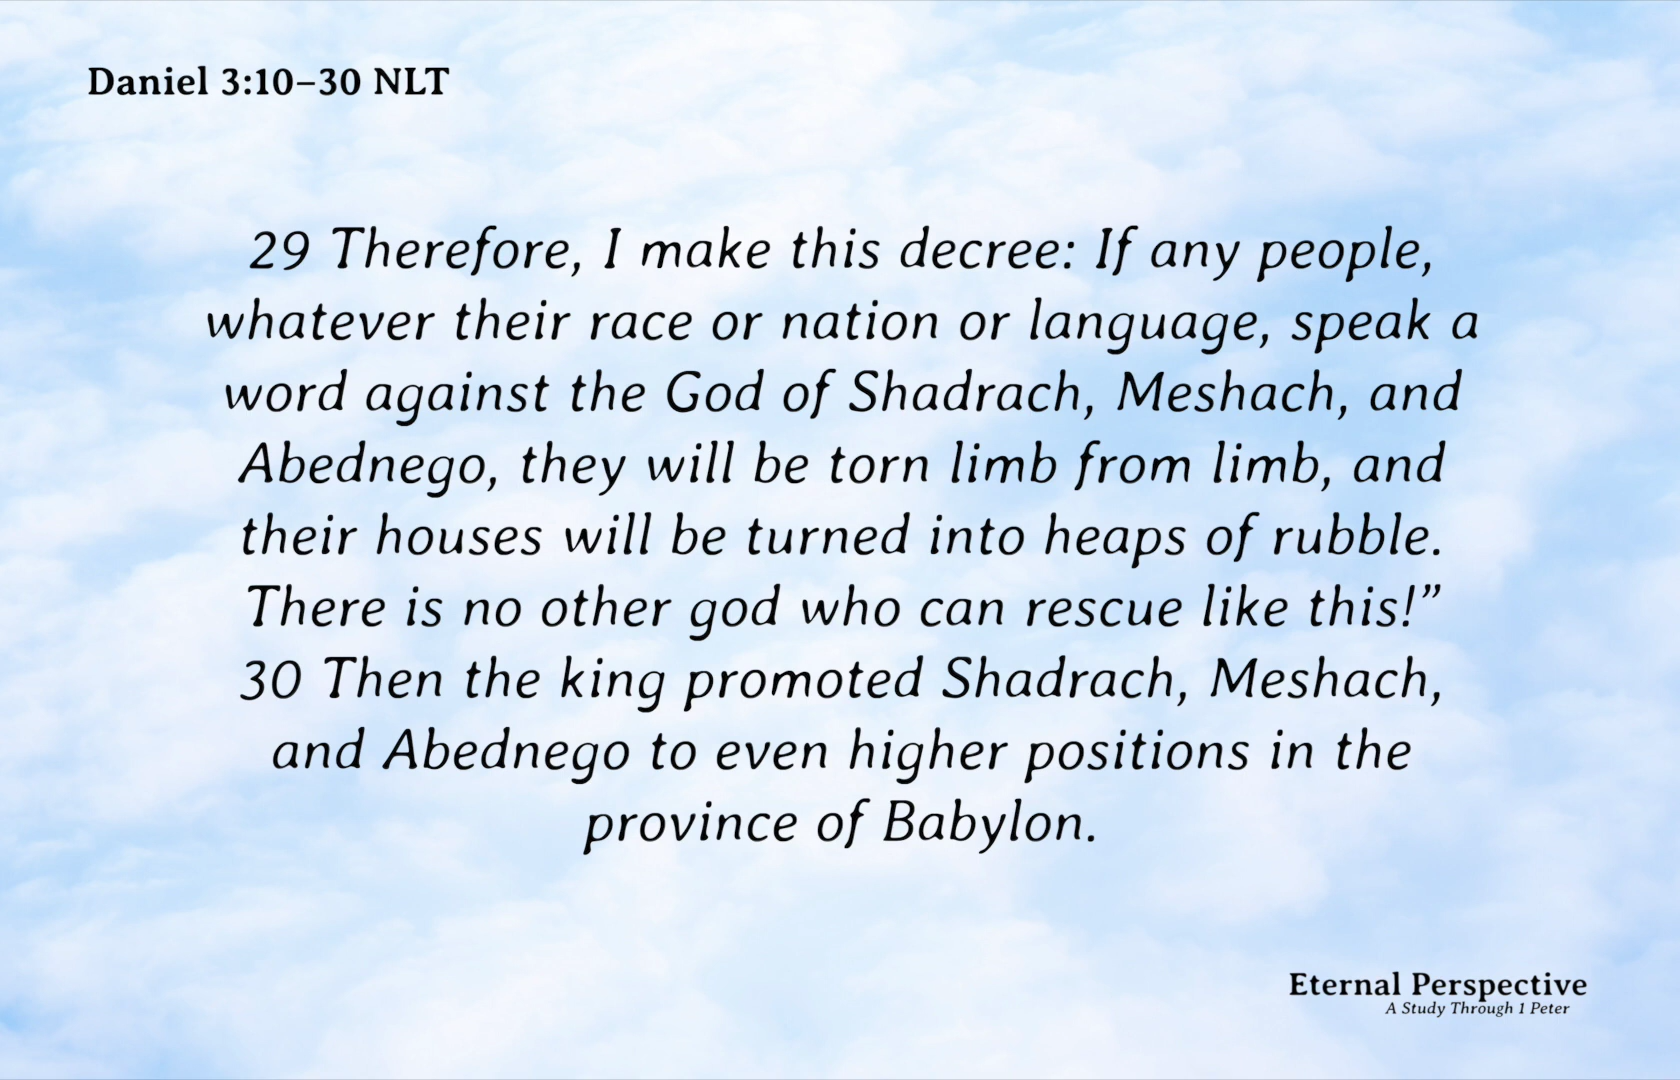 Daniel 3:10–30 NLT
29 Therefore, I make this decree: If any people,
whatever their race or nation or language, speak a
word against the God of Shadrach, Meshach, and
Abednego, they will be torn limb from limb, and
their houses will be turned into heaps of rubble.
There is no other god who can rescue like this!”
30 Then the king promoted Shadrach, Meshach,
and Abednego to even higher positions in the
province of Babylon.
Eternal Perspective
A Study Through 1 Peter